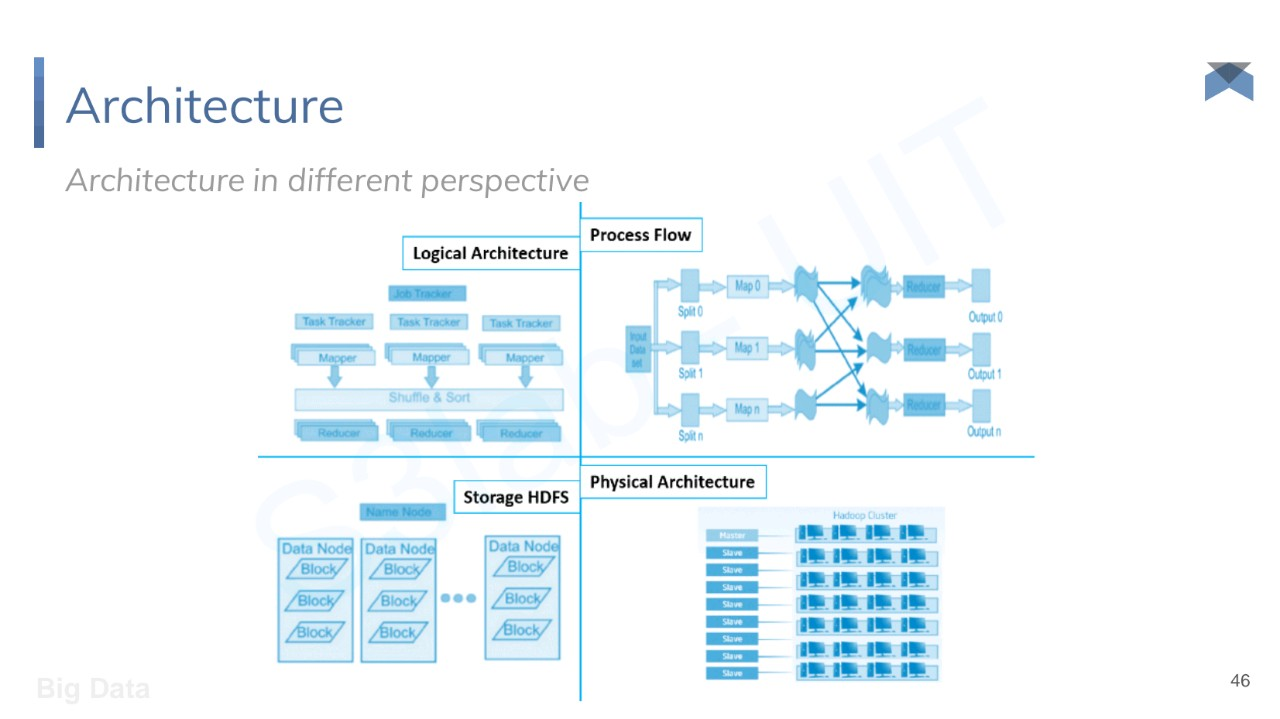 Architecture
Architecture in different perspective
Logical Architecture
Job Tracker
Task Tracker Task Tracker Task Tracker
Mapper Mapper Mapper
Shuffle & Sort
Reducer Reducer Reducer
Process Flow
Input
Data
set
Split 0
Map 0
Reducer
Output 0
Split 1
Map 1
Reducer
Output 1
Split n
Map n
Reducer
Output n
Storage HDFS
Name Node
Data Node Data Node Data Node
Block Block Block
Block Block Block
Block Block Block
Physical Architecture
Hadoop Cluster
Master
Slave
Slave
Slave
Slave
Slave
Slave
Slave
Slave
S3lab - UIT
Big Data
46